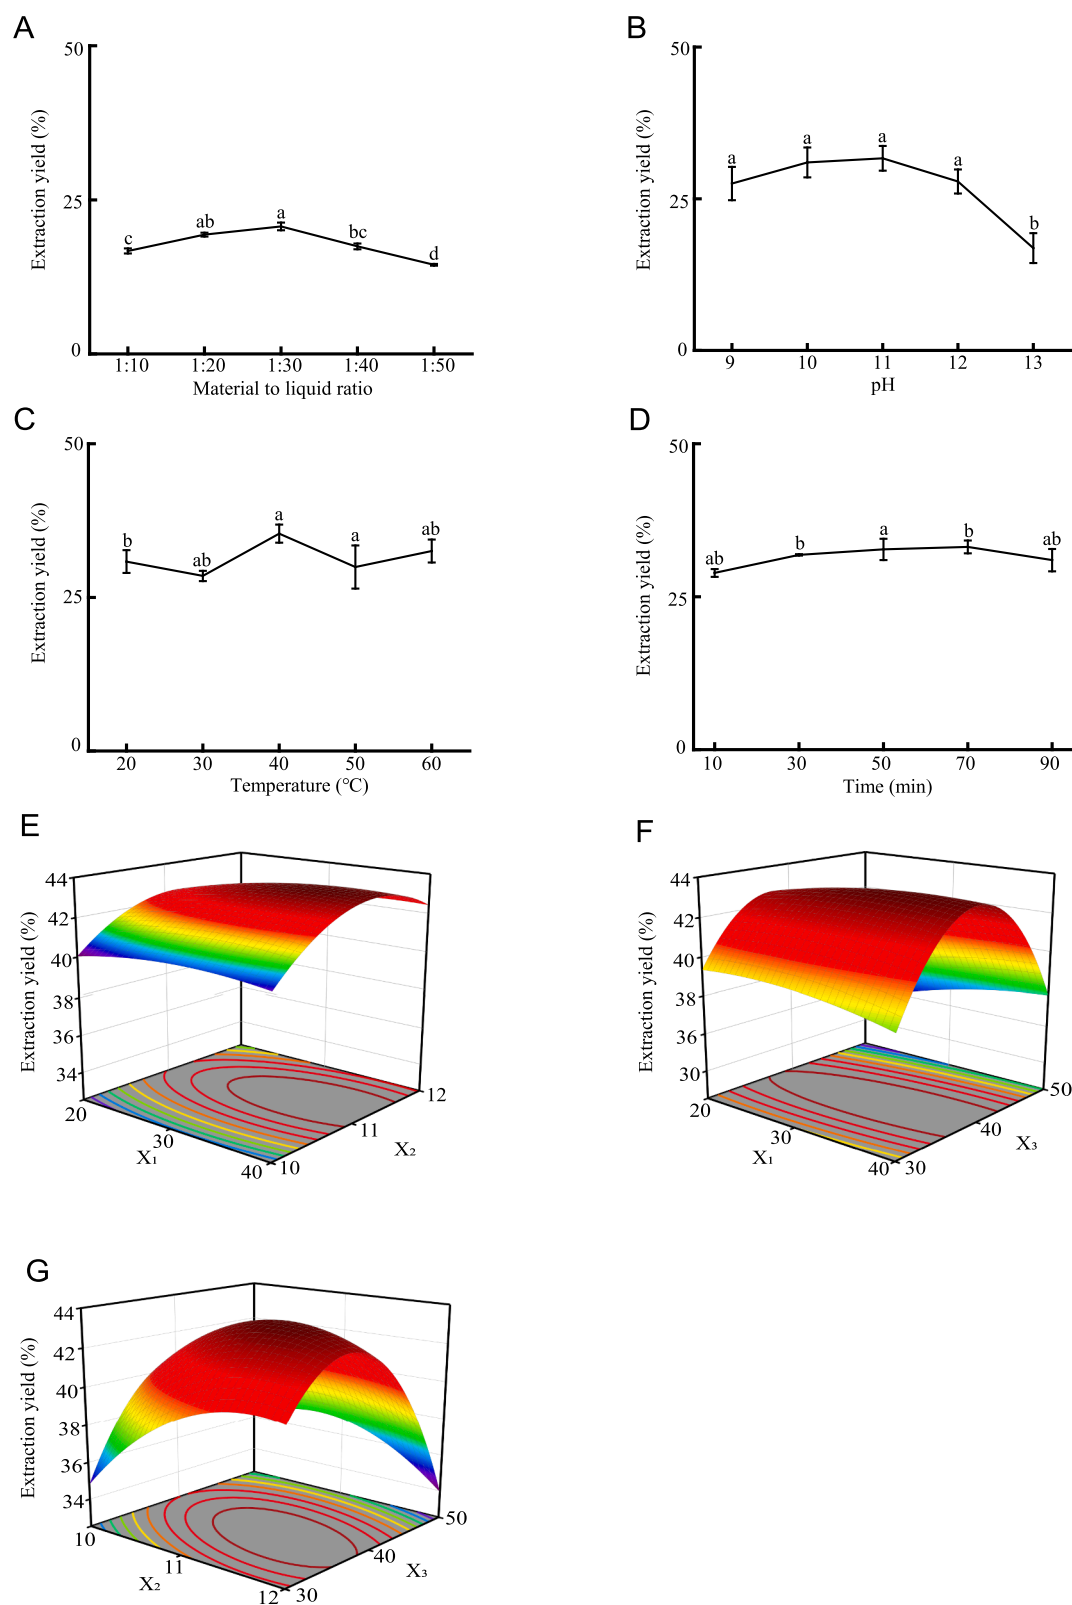 A
50
25
0
Extraction yield (%)
c
ab
a
bc
d
1:10 1:20 1:30 1:40 1:50
Material to liquid ratio
B
50
25
0
Extraction yield (%)
a
a
a
a
b
9 10 11 12 13
pH
C
50
25
0
Extraction yield (%)
b
ab
a
a
ab
20 30 40 50 60
Temperature (℃)
D
50
25
0
Extraction yield (%)
ab
b
a
b
ab
10 30 50 70 90
Time (min)
E
44
42
40
38
36
34
Extraction yield (%)
20
30
40
X₁
10
11
12
X₂
F
44
42
40
38
36
30
Extraction yield (%)
20
30
40
X₁
30
40
50
X₃
G
44
42
40
38
36
34
Extraction yield (%)
10
11
12
X₂
30
40
50
X₃